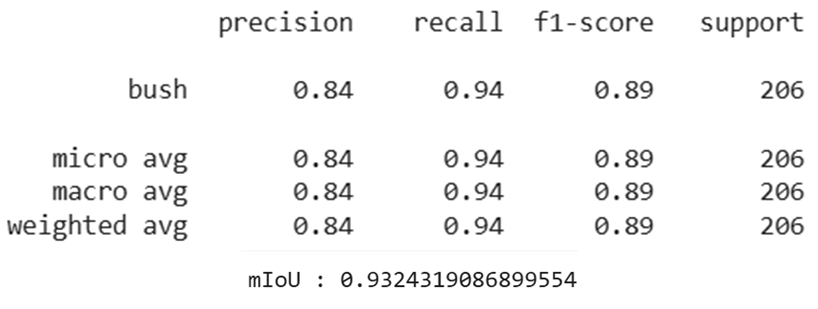 precision recall f1-score support
bush 0.84 0.94 0.89 206
micro avg 0.84 0.94 0.89 206
macro avg 0.84 0.94 0.89 206
weighted avg 0.84 0.94 0.89 206
mIoU : 0.9324319086899554